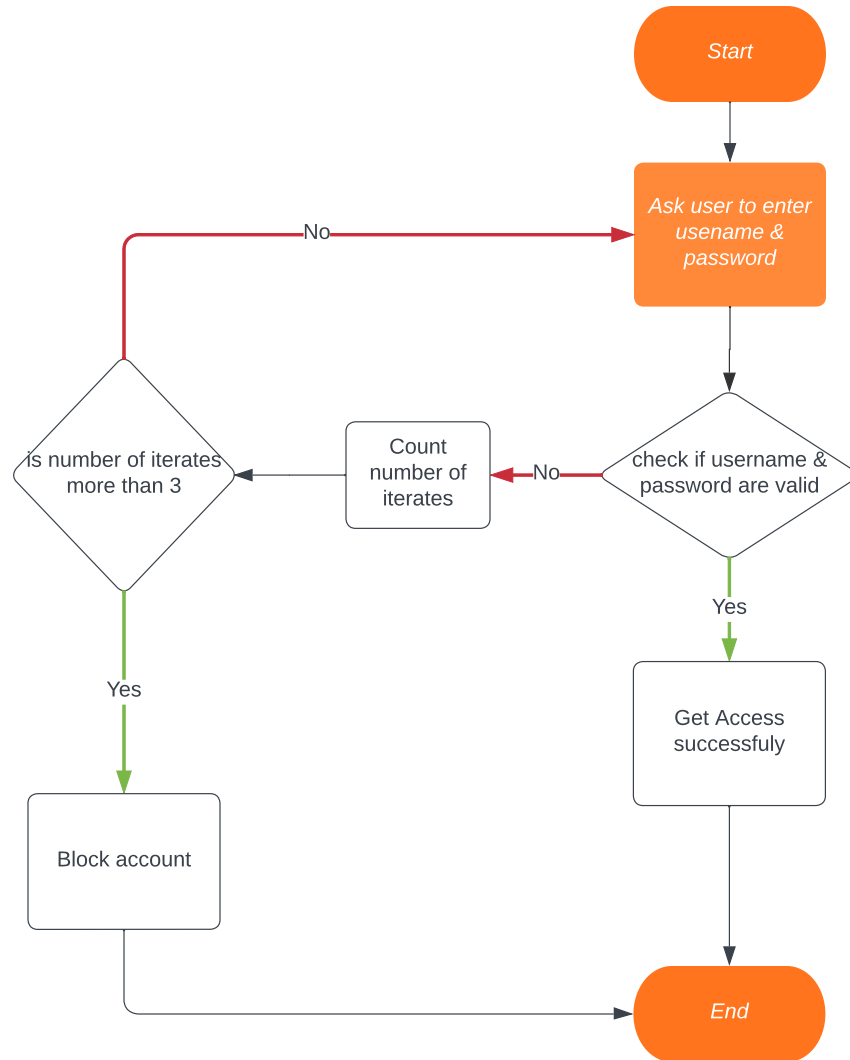 Start
Ask user to enter
usename &
password
No
check if username &
password are valid
No
Count
number of
iterates
is number of iterates
more than 3
Yes
Get Access
successfuly
Yes
Block account
End